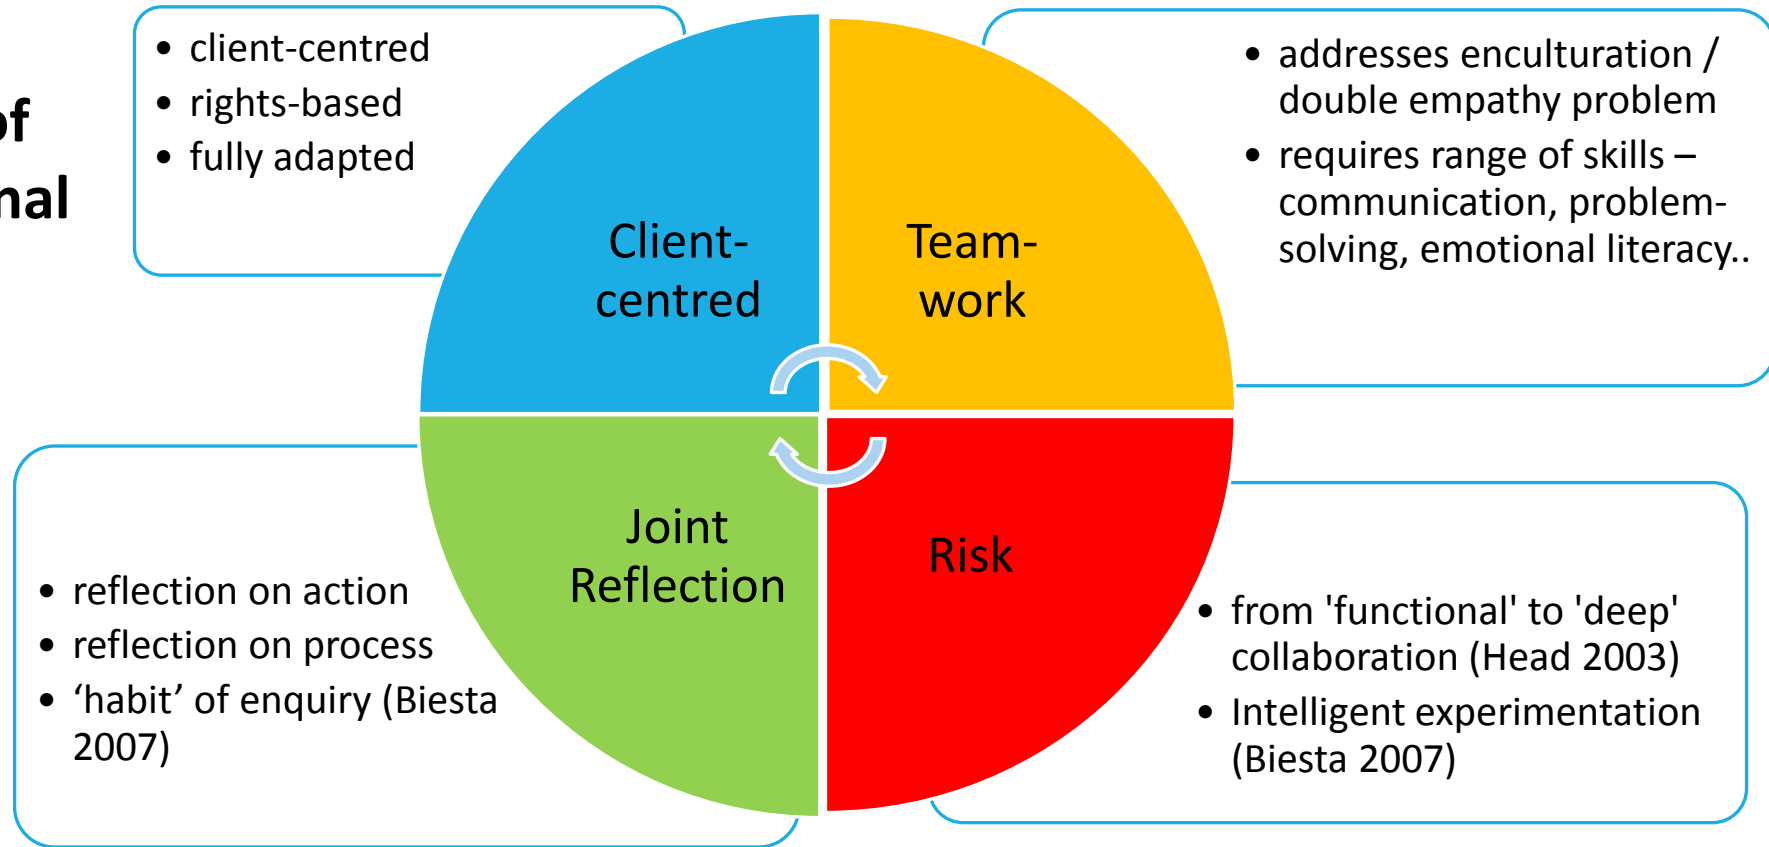 of
nal
• client-centred
• rights-based
• fully adapted
Client-
centred
Team-
work
• addresses enculturation /
double empathy problem
• requires range of skills –
communication, problem-
solving, emotional literacy..
Joint
Reflection
Risk
• reflection on action
• reflection on process
• ‘habit’ of enquiry (Biesta
2007)
• from 'functional' to 'deep'
collaboration (Head 2003)
• Intelligent experimentation
(Biesta 2007)